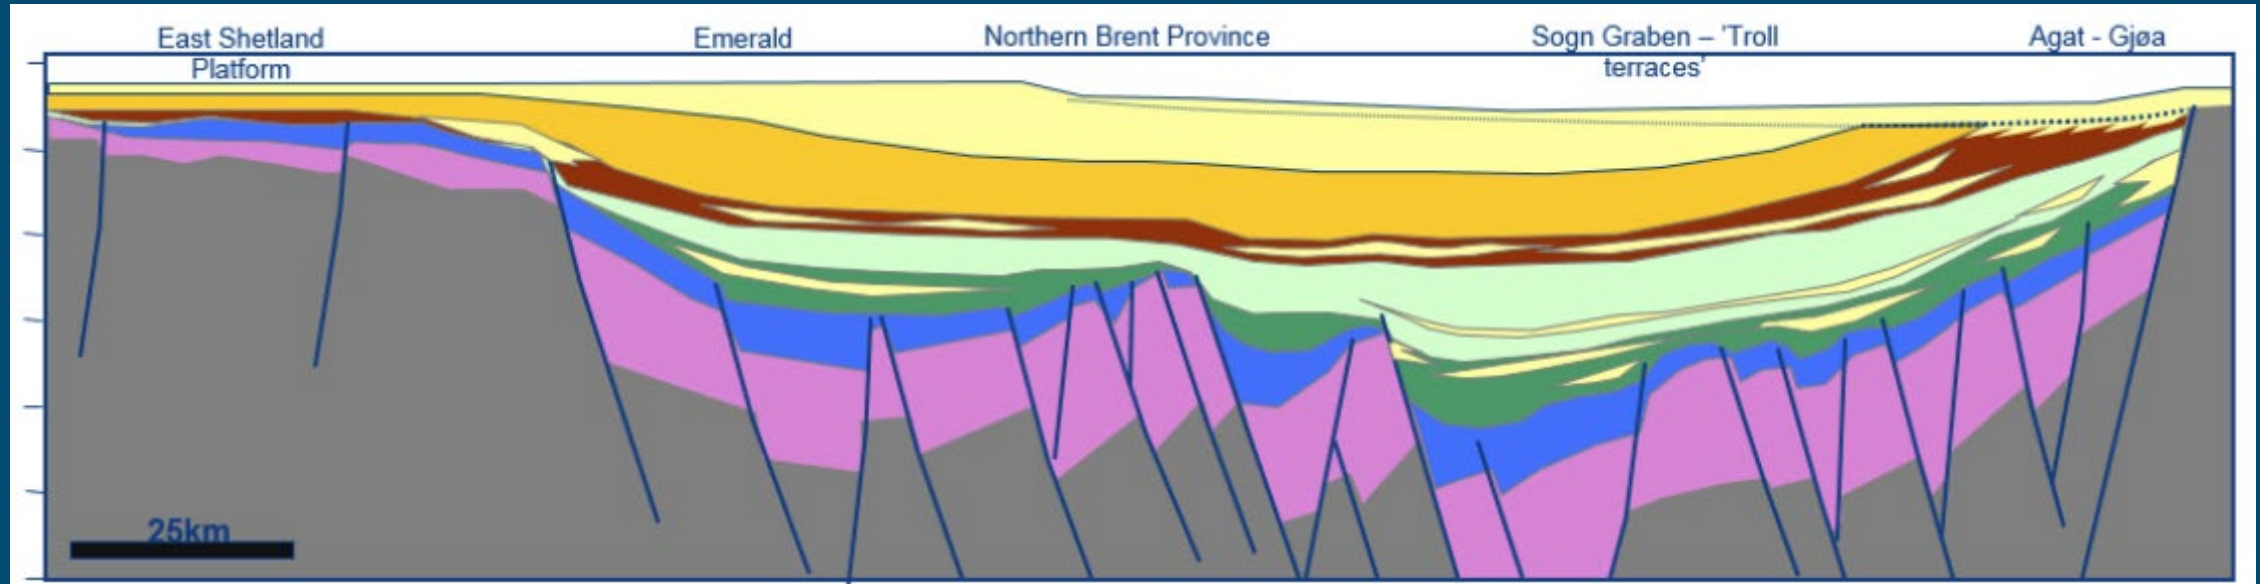 East Shetland
Platform
Emerald
Northern Brent Province
Sogn Graben – 'Troll
terraces'
Agat - Gjøa
25km